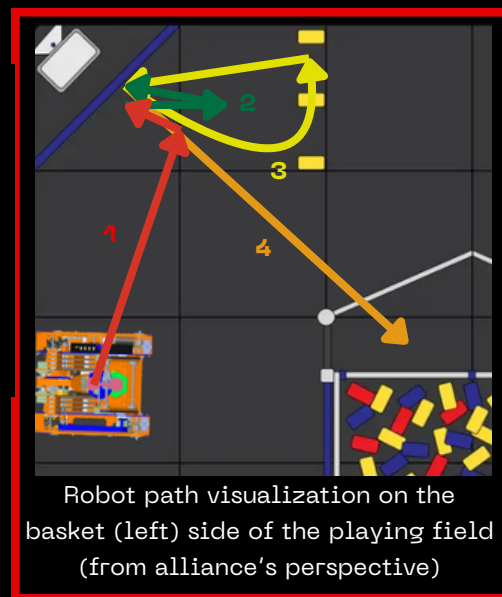 2
3
1
4
Robot path visualization on the
basket (left) side of the playing field
(from alliance's perspective)